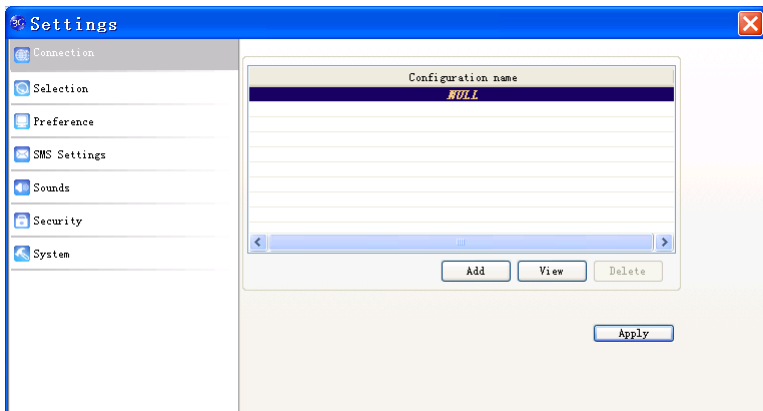 Settings
Connection
Selection
Preference
SMS Settings
Sounds
Security
System
Configuration name
NULL
Add View Delete
Apply